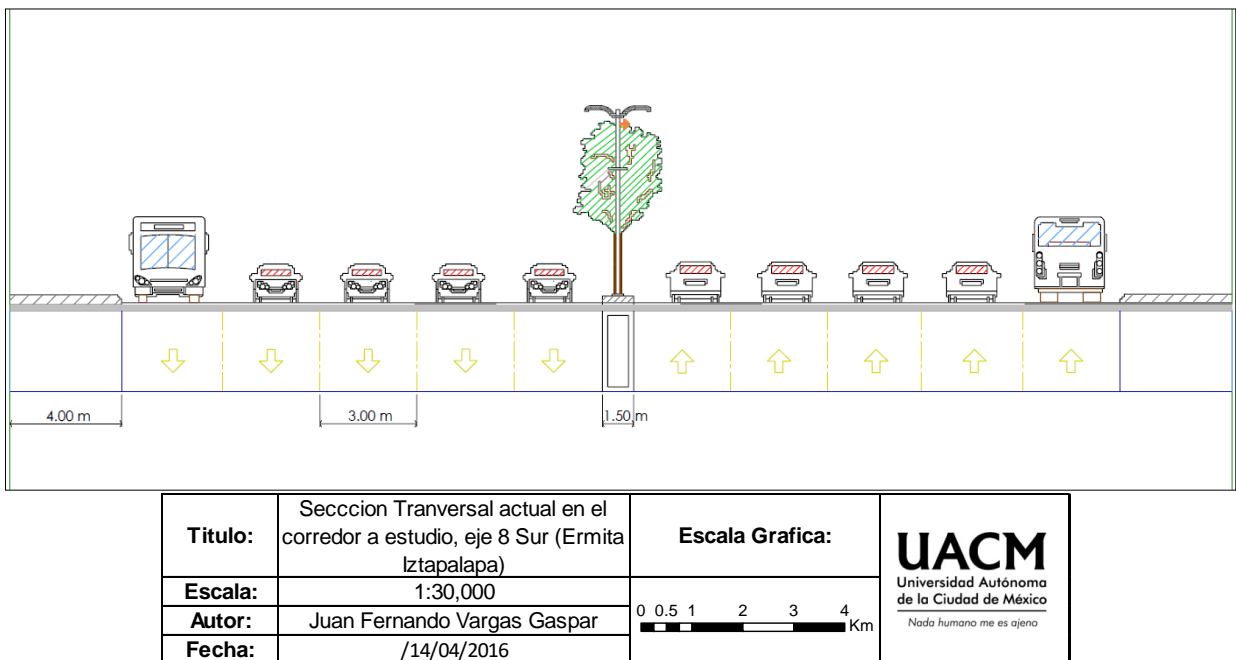 4.00 m
3.00 m
1.50 m
Titulo:
Secccion Tranversal actual en el
corredor a estudio, eje 8 Sur (Ermita
Iztapalapa)
Escala Grafica:
Escala:
1:30,000
Autor:
Juan Fernando Vargas Gaspar
Fecha:
/14/04/2016
0 0.5 1 2 3 4
Km
UACM
Universidad Autónoma
de la Ciudad de México
Nada humano me es ajeno